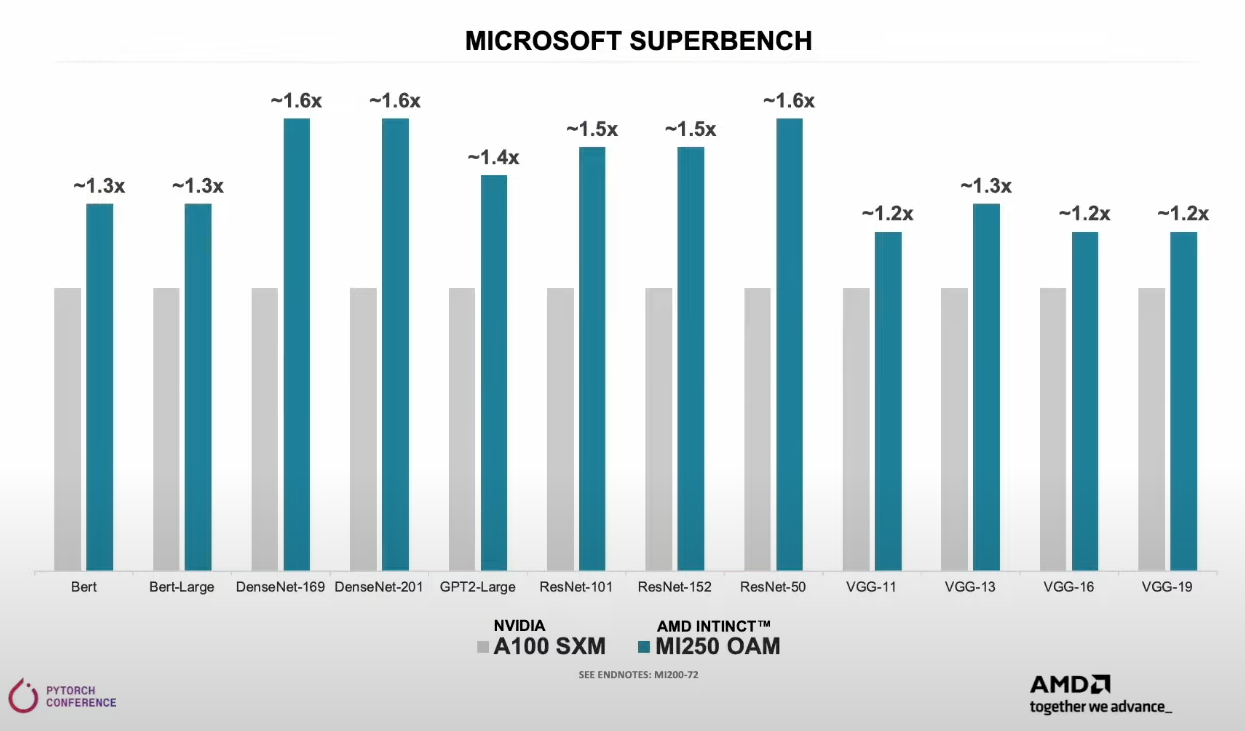 MICROSOFT SUPERBENCH
~1.3x
~1.3x
~1.6x
~1.6x
~1.4x
~1.5x
~1.5x
~1.6x
~1.2x
~1.3x
~1.2x
~1.2x
Bert
Bert-Large
DenseNet-169
DenseNet-201
GPT2-Large
ResNet-101
ResNet-152
ResNet-50
VGG-11
VGG-13
VGG-16
VGG-19
NVIDIA
A100 SXM
AMD INTINCT™
MI250 OAM
SEE ENDNOTES: MI200-72
PYTORCH
CONFERENCE
AMD
together we advance_